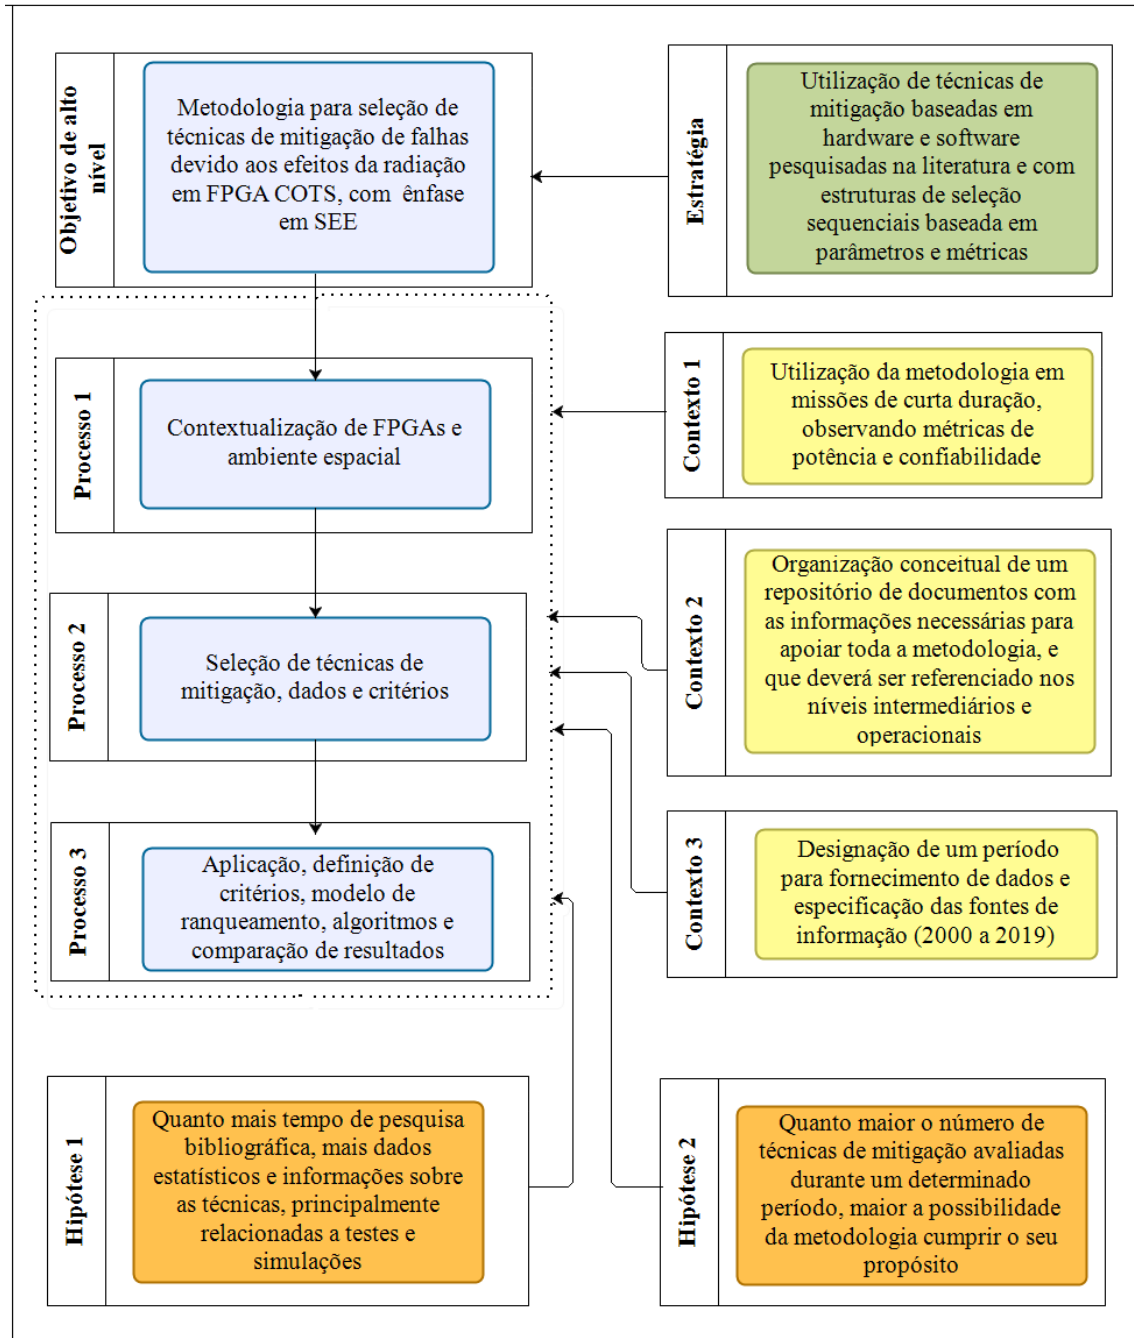 Objetivo de alto
nível
Metodologia para seleção de
técnicas de mitigação de falhas
devido aos efeitos da radiação
em FPGA COTS, com ênfase
em SEE
Estratégia
Utilização de técnicas de
mitigação baseadas em
hardware e software
pesquisadas na literatura e com
estruturas de seleção
sequenciais baseada em
parâmetros e métricas
Processo 1
Contextualização de FPGAs e
ambiente espacial
Contexto 1
Utilização da metodologia em
missões de curta duração,
observando métricas de
potência e confiabilidade
Processo 2
Seleção de técnicas de
mitigação, dados e critérios
Contexto 2
Organização conceitual de um
repositório de documentos com
as informações necessárias para
apoiar toda a metodologia, e
que deverá ser referenciado nos
níveis intermediários e
operacionais
Processo 3
Aplicação, definição de
critérios, modelo de
ranqueamento, algoritmos e
comparação de resultados
Contexto 3
Designação de um período
para fornecimento de dados e
especificação das fontes de
informação (2000 a 2019)
Hipótese 1
Quanto mais tempo de pesquisa
bibliográfica, mais dados
estatísticos e informações sobre
as técnicas, principalmente
relacionadas a testes e
simulações
Hipótese 2
Quanto maior o número de
técnicas de mitigação avaliadas
durante um determinado
período, maior a possibilidade
da metodologia cumprir o seu
propósito